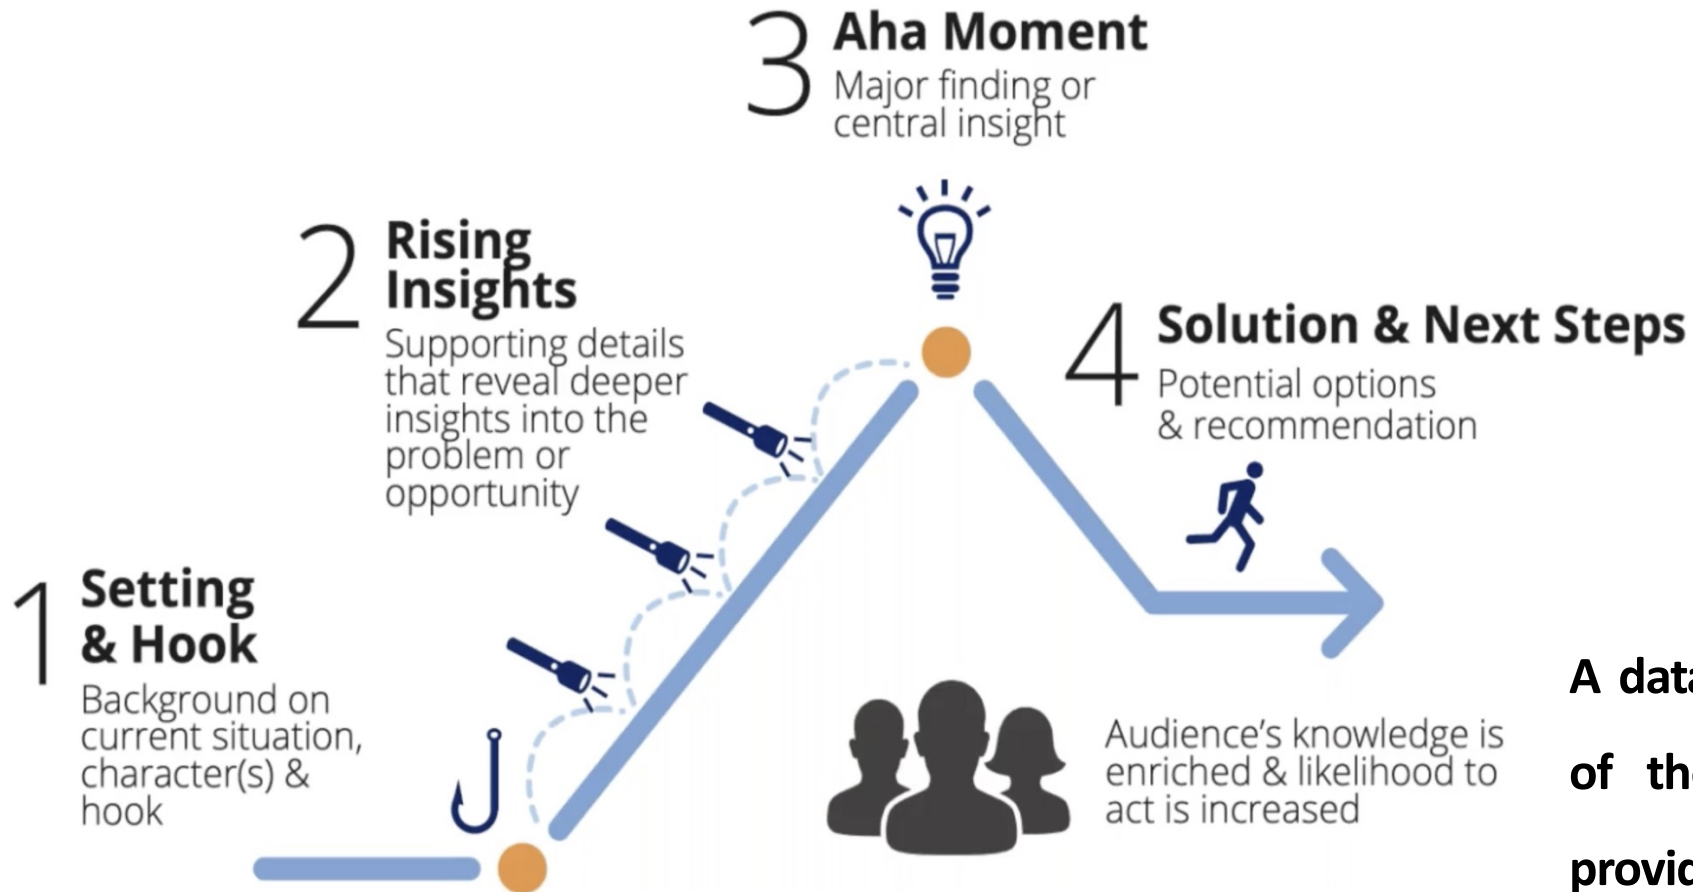 3
Aha Moment
Major finding or
central insight
2
Rising
Insights
Supporting details
that reveal deeper
insights into the
problem or
opportunity
4
Solution & Next Steps
Potential options
& recommendation
1
Setting
& Hook
Background on
current situation,
character(s) &
hook
Audience's knowledge is
enriched & likelihood to
act is increased
A
of